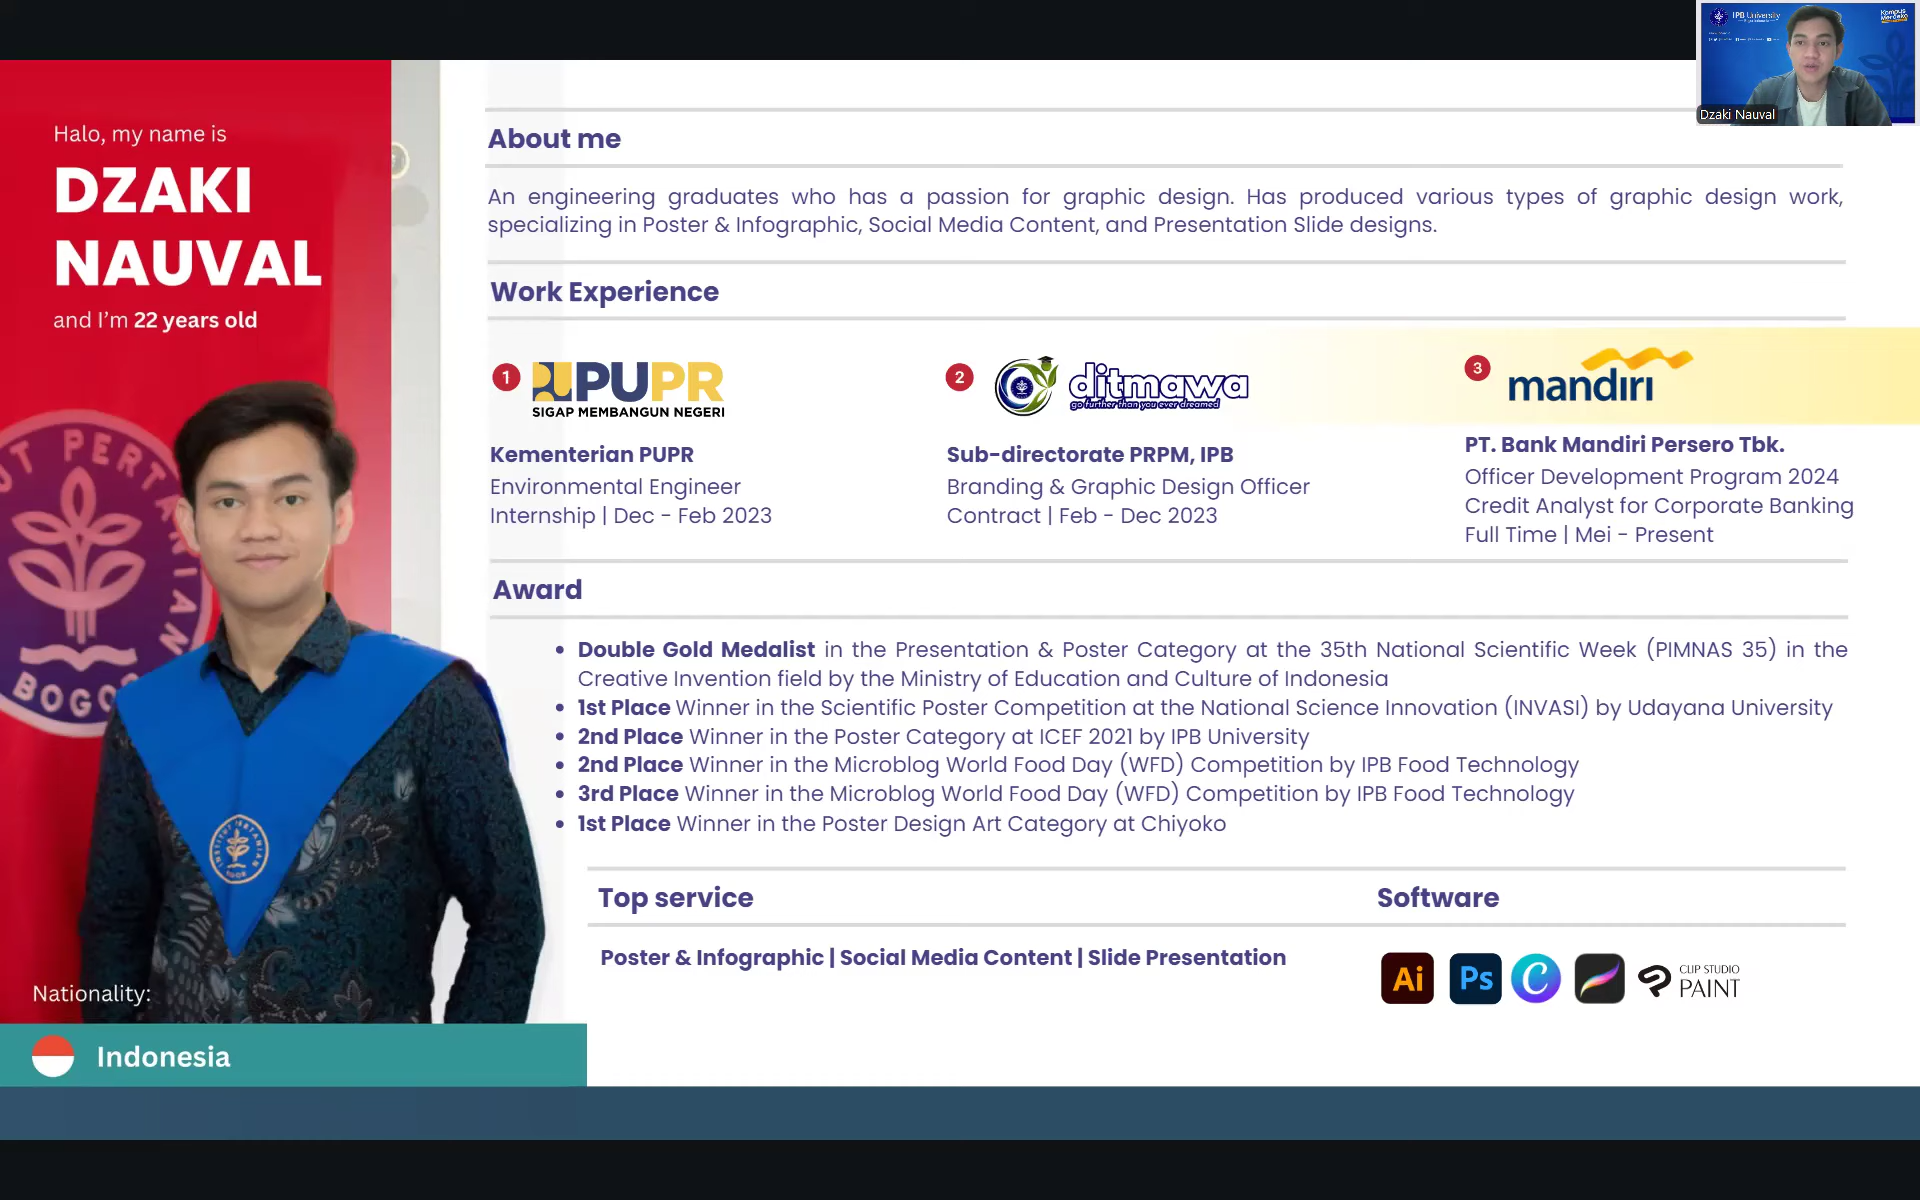 IPB University
Kampus
Merdeka
Dzaki Nauval
Halo, my name is
DZAKI
NAUVAL
and I'm 22 years old
About me
An engineering graduates who has a passion for graphic design. Has produced various types of graphic design work,
specializing in Poster & Infographic, Social Media Content, and Presentation Slide designs.
Work Experience
1
PUPR
SIGAP MEMBANGUN NEGERI
Kementerian PUPR
Environmental Engineer
Internship | Dec - Feb 2023
2
ditmawa
go further than you ever dreamed
Sub-directorate PRPM, IPB
Branding & Graphic Design Officer
Contract | Feb - Dec 2023
3
mandiri
PT. Bank Mandiri Persero Tbk.
Officer Development Program 2024
Credit Analyst for Corporate Banking
Full Time | Mei - Present
Award
• Double Gold Medalist in the Presentation & Poster Category at the 35th National Scientific Week (PIMNAS 35) in the
Creative Invention field by the Ministry of Education and Culture of Indonesia
• 1st Place Winner in the Scientific Poster Competition at the National Science Innovation (INVASI) by Udayana University
• 2nd Place Winner in the Poster Category at ICEF 2021 by IPB University
• 2nd Place Winner in the Microblog World Food Day (WFD) Competition by IPB Food Technology
• 3rd Place Winner in the Microblog World Food Day (WFD) Competition by IPB Food Technology
• 1st Place Winner in the Poster Design Art Category at Chiyoko
Top service
Poster & Infographic | Social Media Content | Slide Presentation
Software
Ai
Ps
C
CLIP STUDIO
PAINT
UT PERTANIAN
BOGO
INSTITUT PERTANIAN
BOGOR
Nationality:
Indonesia